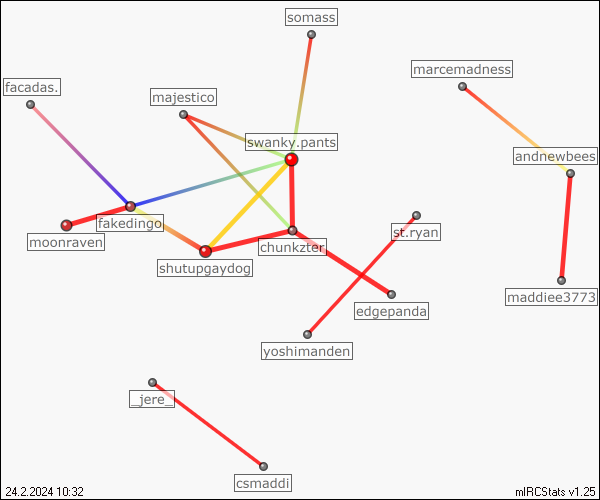 somass
marcemadness
facadas.
majestico
swanky.pants
andnewbees
fakedingo
st.ryan
moonraven
chunkzter
shutupgaydog
maddiee3773
edgepanda
yoshimanden
_jere_
csmaddi
24.2.2024 10:32
mIRCStats v1.25